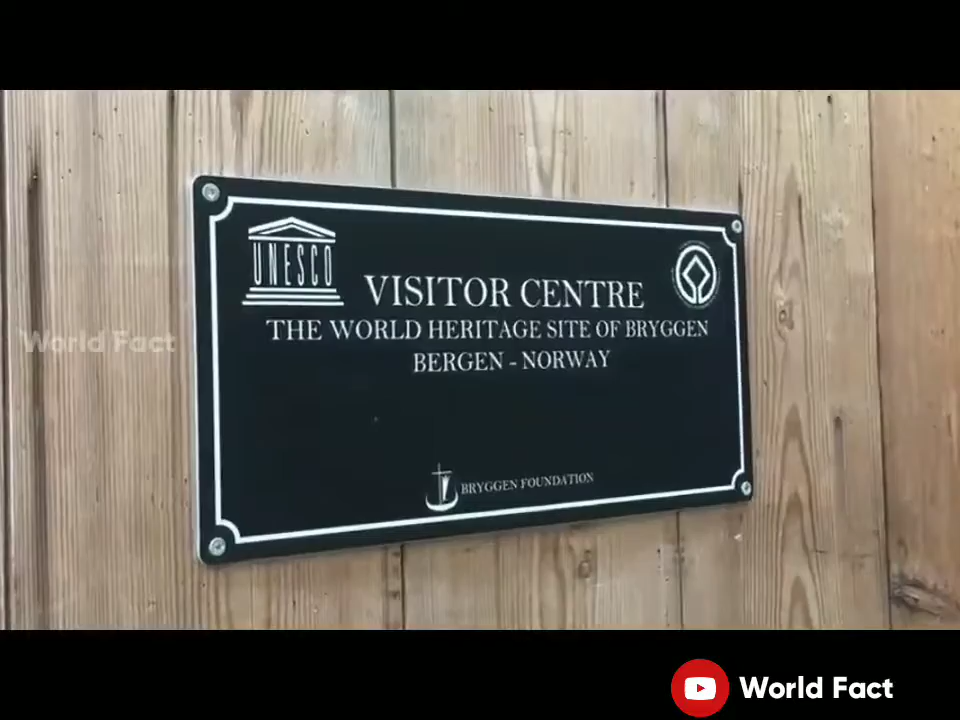 UNESCO
VISITOR CENTRE
THE WORLD HERITAGE SITE OF BRYGGEN
BERGEN - NORWAY
World Fact
BRYGGEN FOUNDATION
World Fact